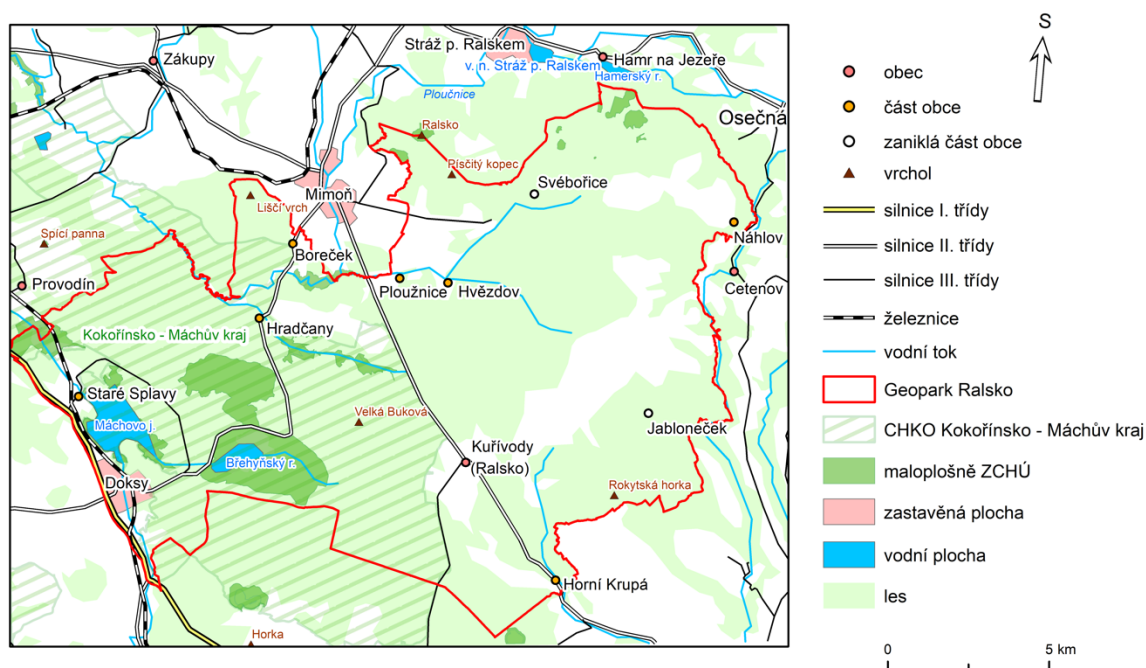 Zákupy
Stráž p. Ralskem
v. n. Stráž p. Ralskem
Hamr na Jezeře
Hamerský r.
Ploučnice
Osečná
Ralsko
Písčitý kopec
Svébořice
Mimoň
Liščí vrch
Spící panna
Boreček
Náhlov
Provodín
Ploužnice
Hvězdov
Cetenov
Hradčany
Kokořínsko - Máchův kraj
Staré Splavy
Máchovo j.
Velká Buková
Jabloneček
Břehyňský r.
Kuřívody
(Ralsko)
Doksy
Rokytská horka
Horní Krupá
Horka
S
obec
část obce
zaniklá část obce
vrchol
silnice I. třídy
silnice II. třídy
silnice III. třídy
železnice
vodní tok
Geopark Ralsko
CHKO Kokořínsko - Máchův kraj
maloplošně ZCHÚ
zastavěná plocha
vodní plocha
les
0 5 km